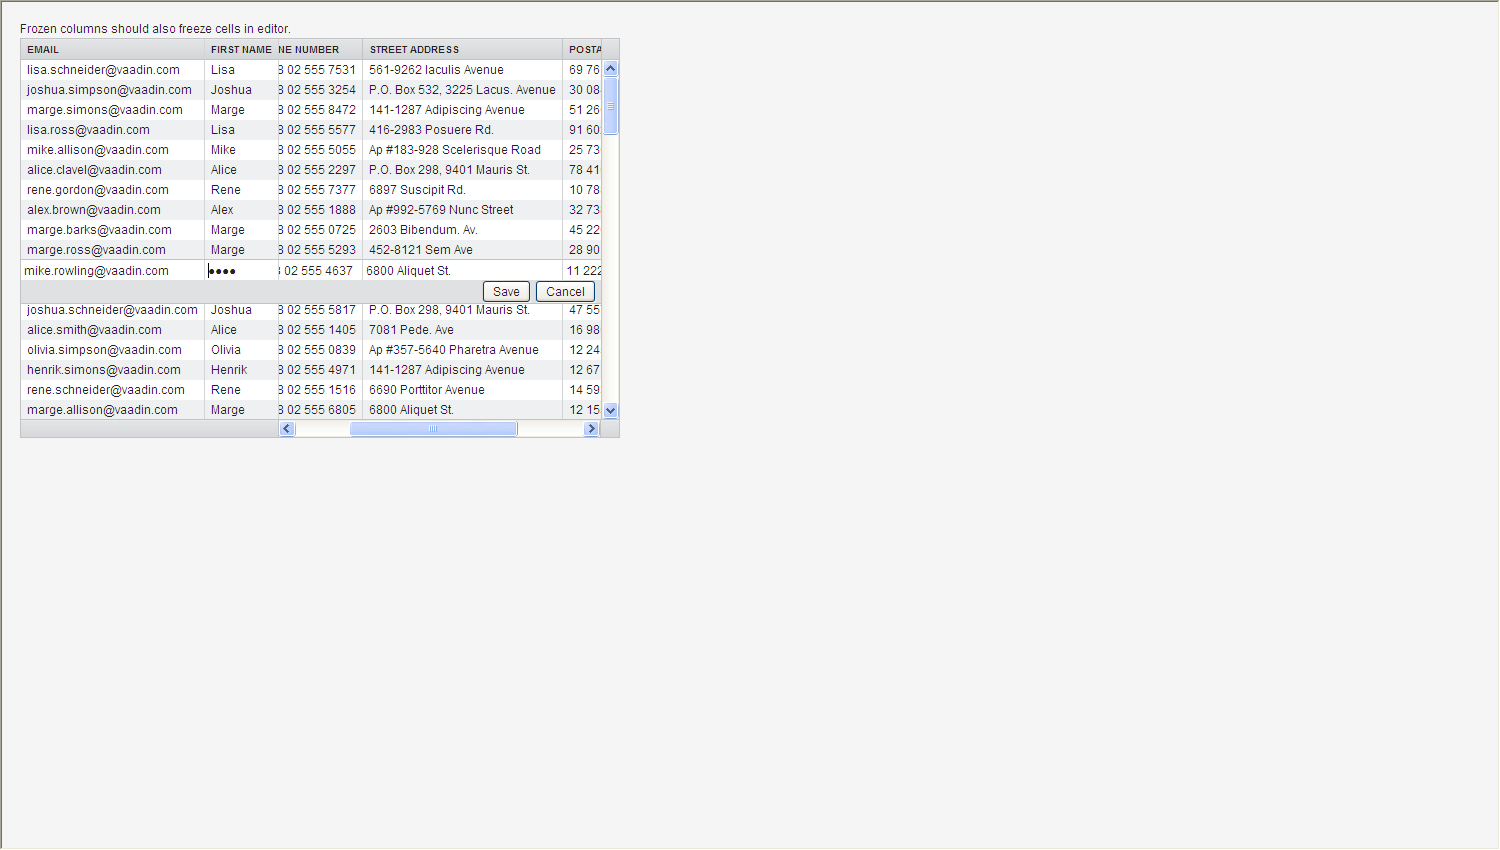 Frozen columns should also freeze cells in editor.
EMAIL FIRST NAME NE NUMBER STREET ADDRESS POSTA
lisa.schneider@vaadin.com Lisa 3 02 555 7531 561-9262 Iaculis Avenue 69 76
joshua.simpson@vaadin.com Joshua 3 02 555 3254 P.O. Box 532, 3225 Lacus. Avenue 30 08
marge.simons@vaadin.com Marge 3 02 555 8472 141-1287 Adipiscing Avenue 51 26
lisa.ross@vaadin.com Lisa 3 02 555 5577 416-2983 Posuere Rd. 91 60
mike.allison@vaadin.com Mike 3 02 555 5055 Ap #183-928 Scelerisque Road 25 73
alice.clavel@vaadin.com Alice 3 02 555 2297 P.O. Box 298, 9401 Mauris St. 78 41
rene.gordon@vaadin.com Rene 3 02 555 7377 6897 Suscipit Rd. 10 78
alex.brown@vaadin.com Alex 3 02 555 1888 Ap #992-5769 Nunc Street 32 73
marge.barks@vaadin.com Marge 3 02 555 0725 2603 Bibendum. Av. 45 22
marge.ross@vaadin.com Marge 3 02 555 5293 452-8121 Sem Ave 28 90
mike.rowling@vaadin.com ●●●● 02 555 4637 6800 Aliquet St. 11 222
Save Cancel
joshua.schneider@vaadin.com Joshua 3 02 555 5817 P.O. Box 298, 9401 Mauris St. 47 55
alice.smith@vaadin.com Alice 3 02 555 1405 7081 Pede. Ave 16 98
olivia.simpson@vaadin.com Olivia 3 02 555 0839 Ap #357-5640 Pharetra Avenue 12 24
henrik.simons@vaadin.com Henrik 3 02 555 4971 141-1287 Adipiscing Avenue 12 67
rene.schneider@vaadin.com Rene 3 02 555 1516 6690 Porttitor Avenue 14 59
marge.allison@vaadin.com Marge 3 02 555 6805 6800 Aliquet St. 12 15